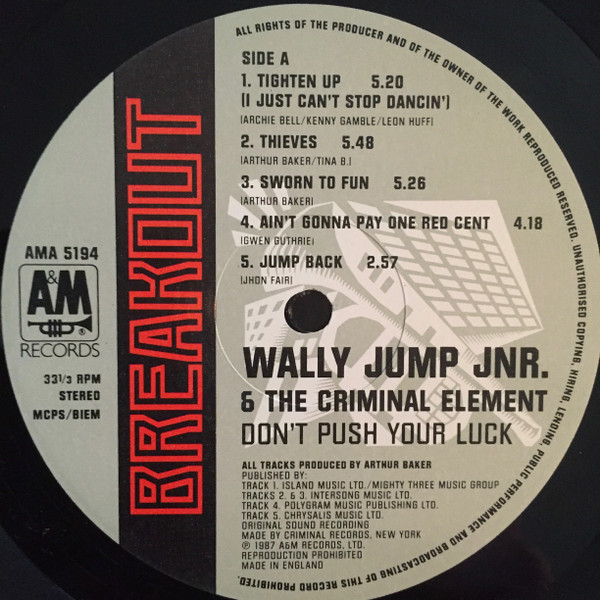 ALL RIGHTS OF THE PRODUCER AND OF THE OWNER OF THE WORK REPRODUCED RESERVED. UNAUTHORISED COPYING, HIRING, LENDING, PUBLIC PERFORMANCE AND BROADCASTING OF THIS RECORD PROHIBITED.
BREAKOUT
AMA 5194
A&M
®
RECORDS
33 1/3 RPM
STEREO
MCPS/BIEM
SIDE A
1. TIGHTEN UP 5.20
(I JUST CAN'T STOP DANCIN')
(ARCHIE BELL/KENNY GAMBLE/LEON HUFF)
2. THIEVES 5.48
(ARTHUR BAKER/TINA B.)
3. SWORN TO FUN 5.26
(ARTHUR BAKER)
4. AIN'T GONNA PAY ONE RED CENT 4.18
(GWEN GUTHRIE)
5. JUMP BACK 2.57
(JHON FAIR)
WALLY JUMP JNR.
& THE CRIMINAL ELEMENT
DON'T PUSH YOUR LUCK
ALL TRACKS PRODUCED BY ARTHUR BAKER
PUBLISHED BY:
TRACK 1. ISLAND MUSIC LTD./MIGHTY THREE MUSIC GROUP
TRACKS 2. & 3. INTERSONG MUSIC LTD.
TRACK 4. POLYGRAM MUSIC PUBLISHING LTD.
TRACK 5. CHRYSALIS MUSIC LTD.
ORIGINAL SOUND RECORDING
MADE BY CRIMINAL RECORDS, NEW YORK
℗ 1987 A&M RECORDS, LTD.
REPRODUCTION PROHIBITED
MADE IN ENGLAND